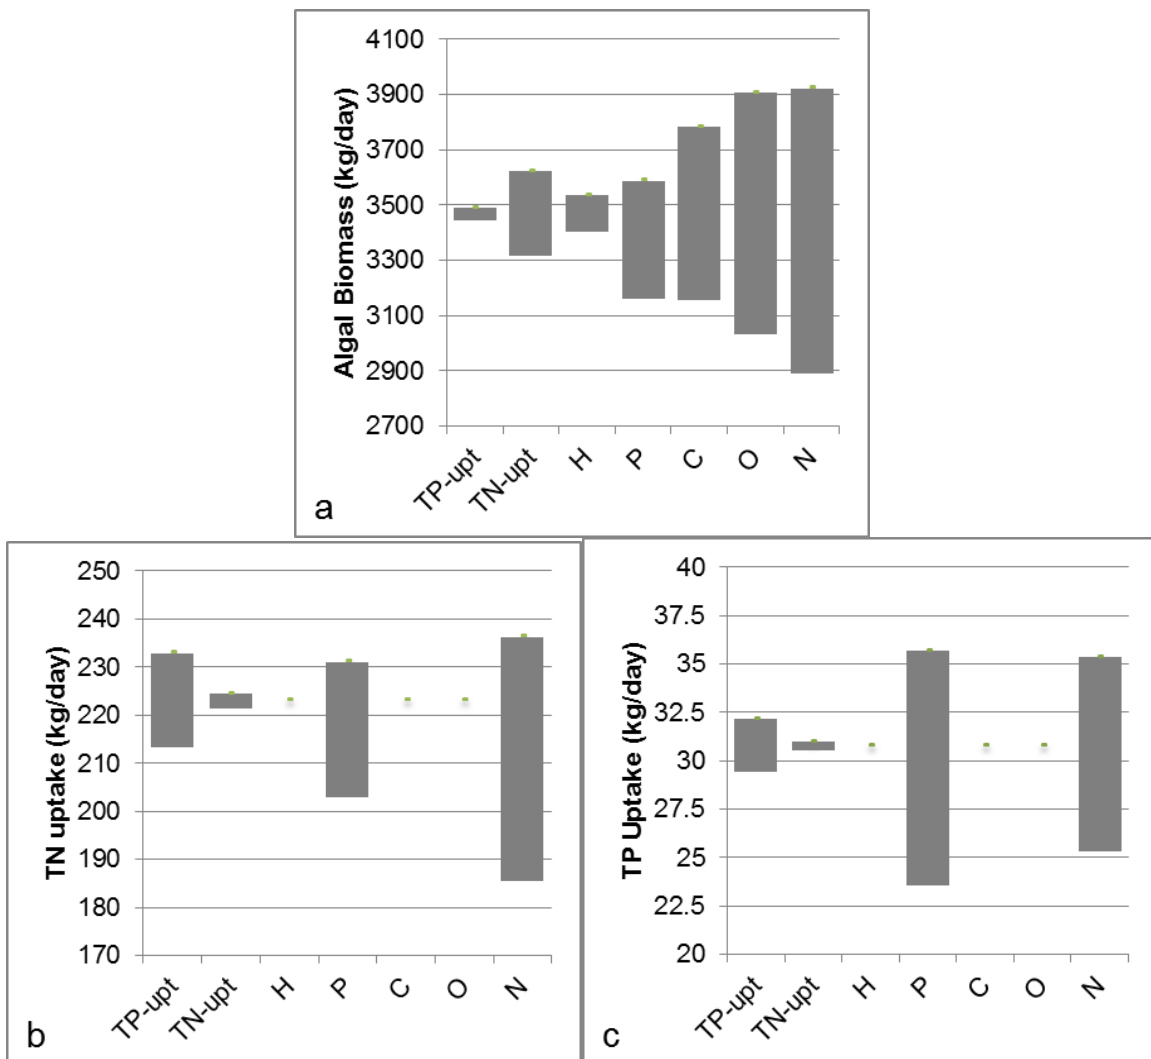 4100
3900
3700
3500
3300
3100
2900
2700
Algal Biomass (kg/day)
TP-upt
TN-upt
H
P
C
O
N
a
250
240
230
220
210
200
190
180
170
TN uptake (kg/day)
TP-upt
TN-upt
H
P
C
O
N
b
40
37.5
35
32.5
30
27.5
25
22.5
20
TP Uptake (kg/day)
TP-upt
TN-upt
H
P
C
O
N
c